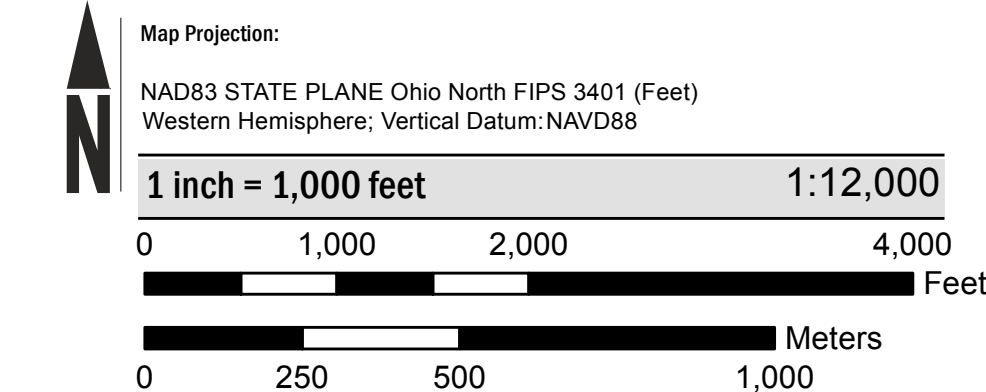 N
Map Projection:
NAD83 STATE PLANE Ohio North FIPS 3401 (Feet)
Western Hemisphere; Vertical Datum: NAVD88
1 inch = 1,000 feet 1:12,000
0 1,000 2,000 4,000
Feet
Meters
0 250 500 1,000